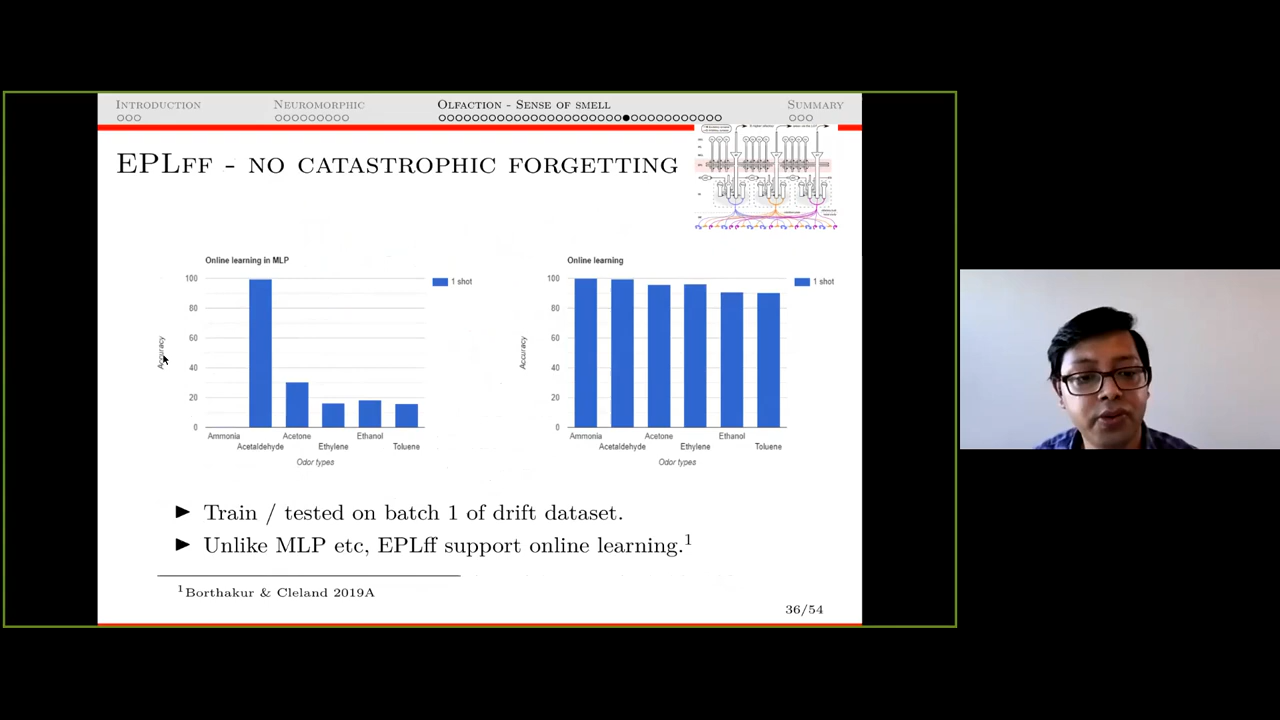 Introduction
Neuromorphic
Olfaction - Sense of smell
Summary
EPLff - no catastrophic forgetting
Online learning in MLP
100
80
60
40
20
0
Accuracy
1 shot
Ammonia
Acetaldehyde
Acetone
Ethylene
Ethanol
Toluene
Odor types
Online learning
100
80
60
40
20
0
Accuracy
1 shot
Ammonia
Acetaldehyde
Acetone
Ethylene
Ethanol
Toluene
Odor types
► Train / tested on batch 1 of drift dataset.
► Unlike MLP etc, EPLff support online learning.¹
¹Borthakur & Cleland 2019A
36/54